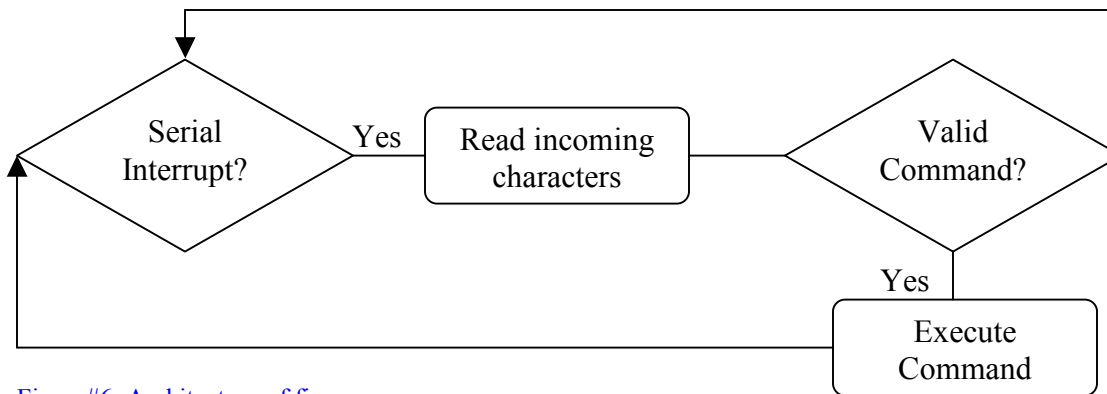 Serial
Interrupt?
Yes
Read incoming
characters
Valid
Command?
Yes
Execute
Command